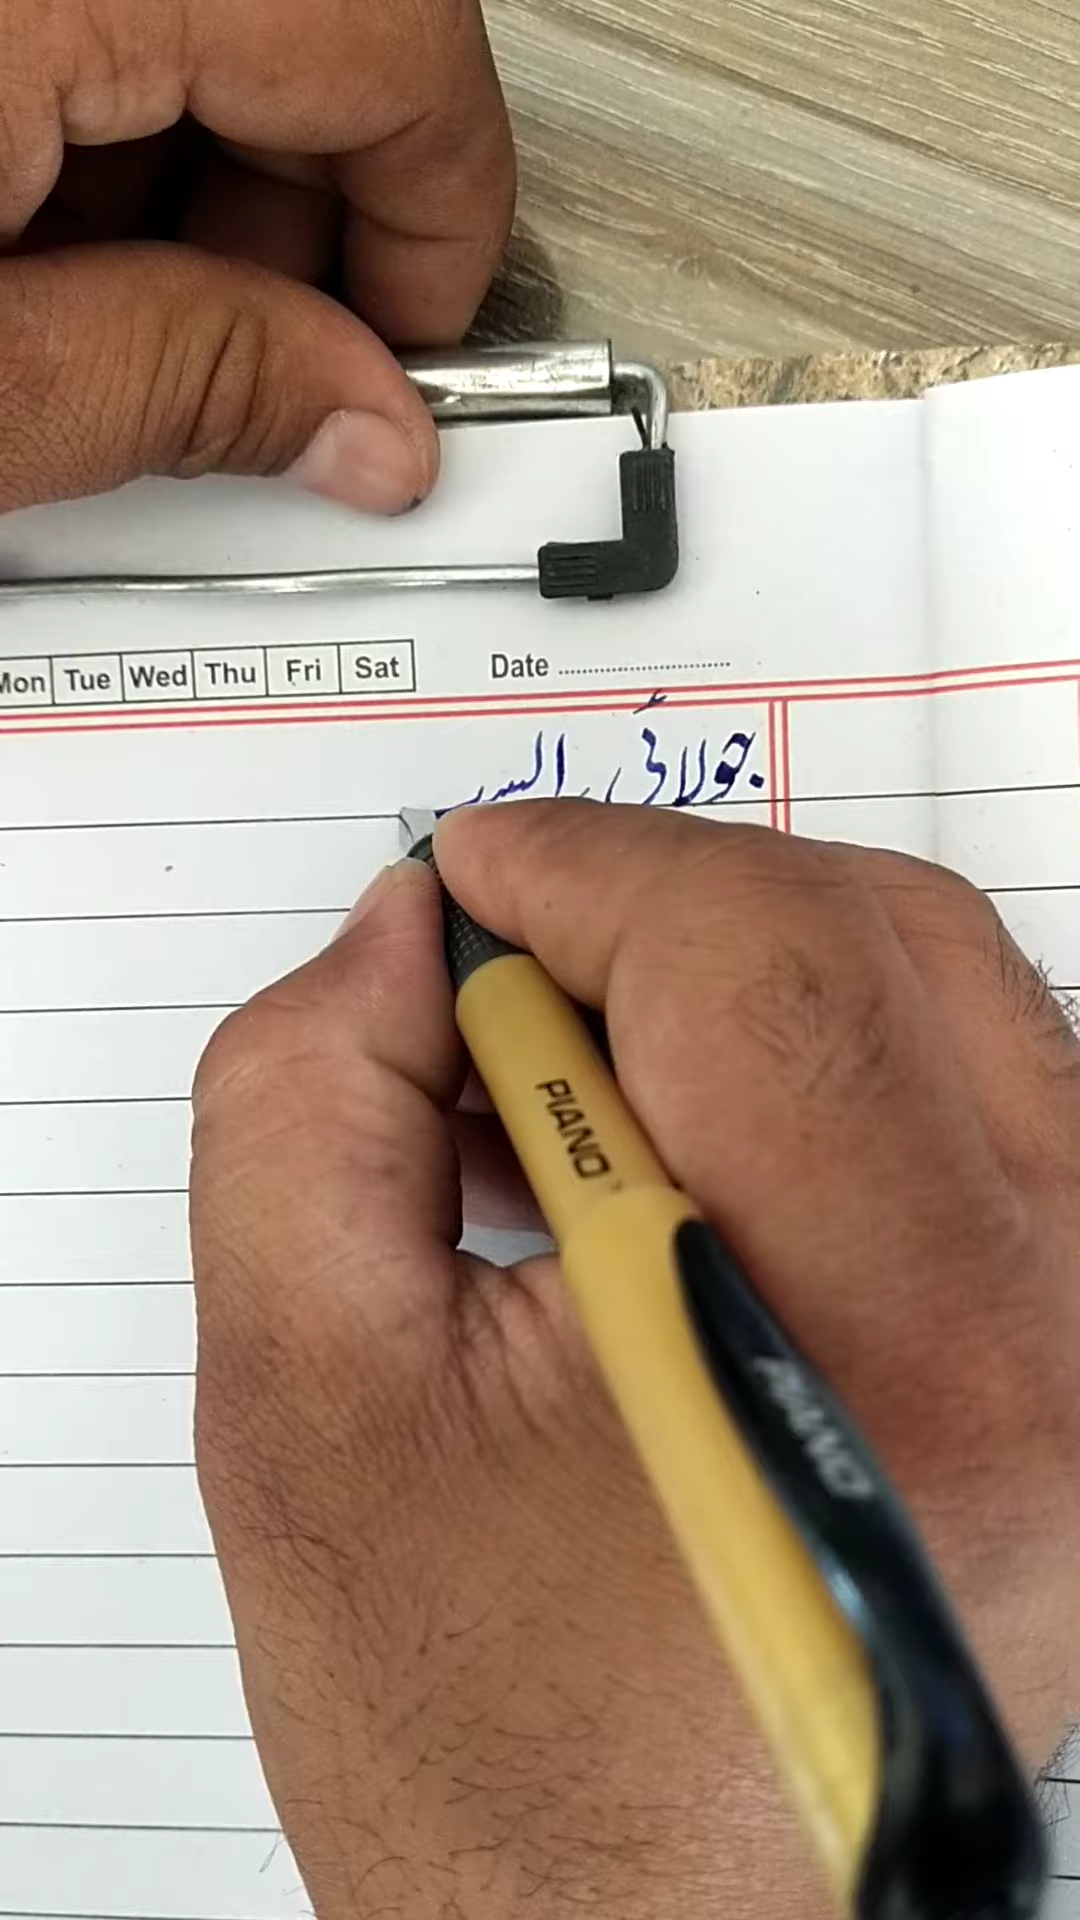 Mon Tue Wed Thu Fri Sat Date
جولائی
PIANO
PIANO